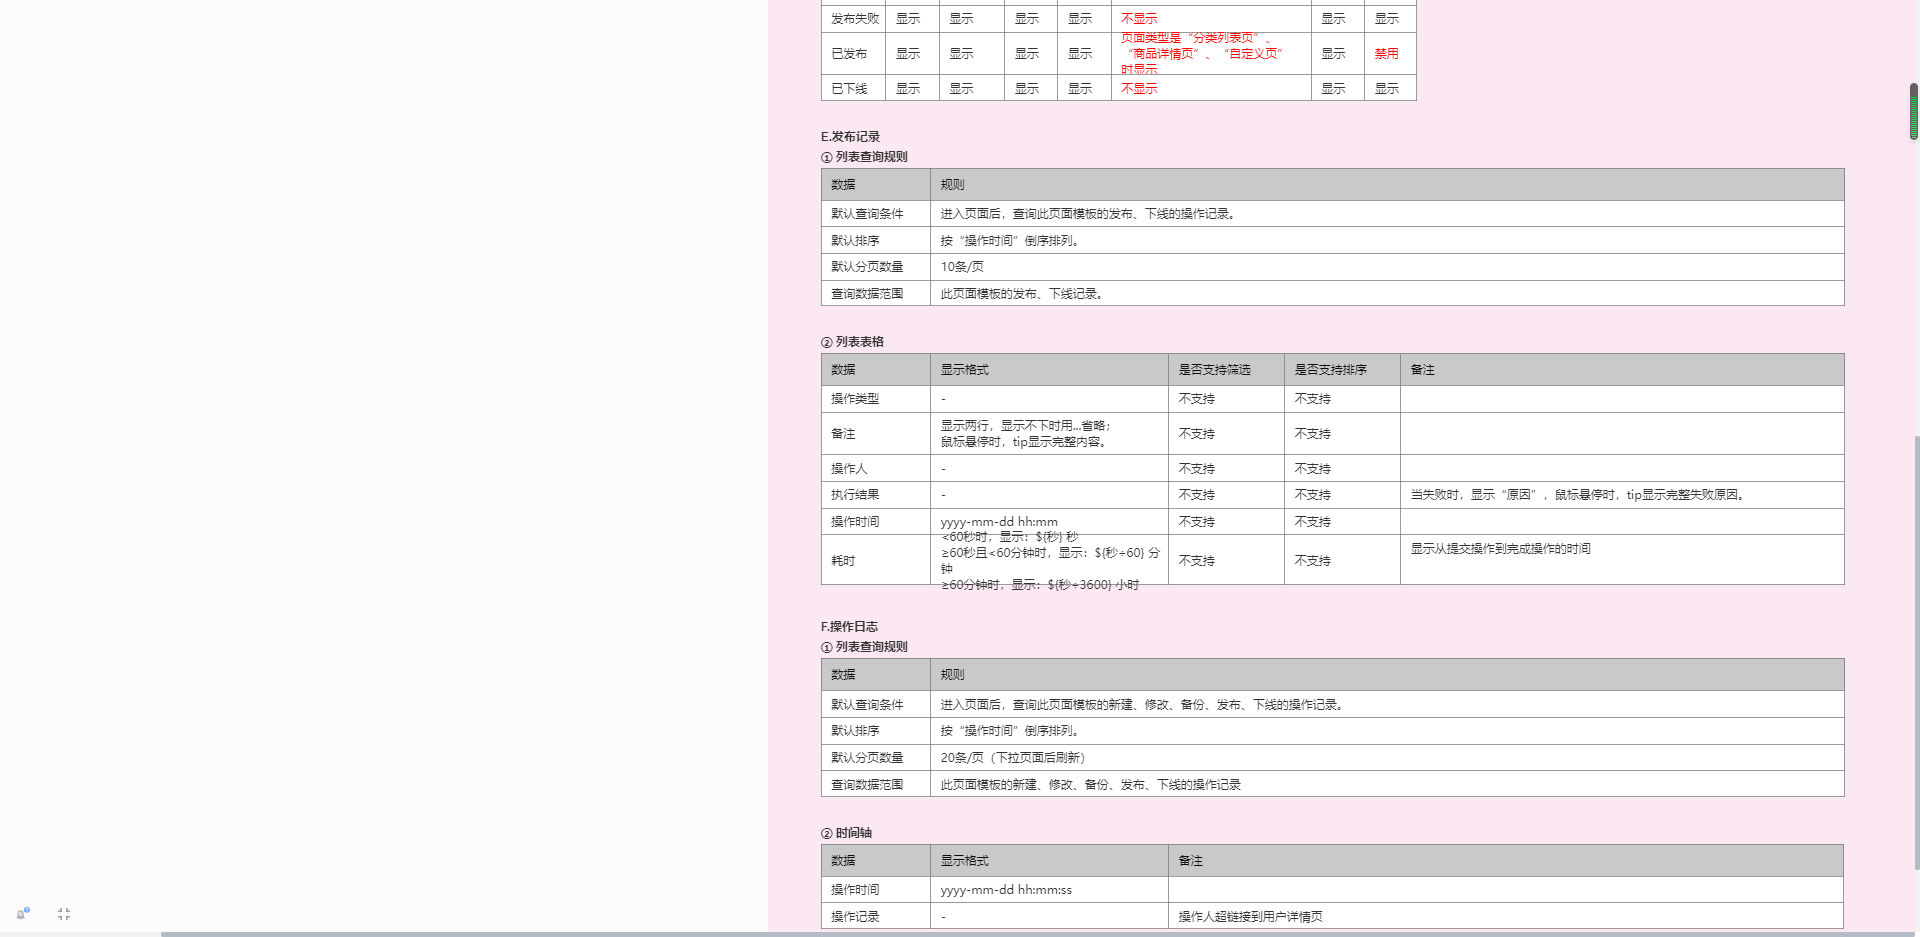 发布失败 显示 显示 显示 显示 不显示 显示 显示
已发布 显示 显示 显示 显示 页面类型是“分类列表页”、 显示 禁用
“商品详情页”、“自定义页”
时显示
已下线 显示 显示 显示 显示 不显示 显示 显示
E.发布记录
① 列表查询规则
数据 规则
默认查询条件 进入页面后，查询此页面模板的发布、下线的操作记录。
默认排序 按“操作时间”倒序排列。
默认分页数量 10条/页
查询数据范围 此页面模板的发布、下线记录。
② 列表表格
数据 显示格式 是否支持筛选 是否支持排序 备注
操作类型 - 不支持 不支持
备注 显示两行，显示不下时用...省略； 不支持 不支持
鼠标悬停时，tip显示完整内容。
操作人 - 不支持 不支持
执行结果 - 不支持 不支持 当失败时，显示“原因”，鼠标悬停时，tip显示完整失败原因。
操作时间 yyyy-mm-dd hh:mm 不支持 不支持
耗时 <60秒时，显示：${秒} 秒 不支持 不支持 显示从提交操作到完成操作的时间
≥60秒且<60分钟时，显示：${秒÷60} 分
钟
≥60分钟时，显示：${秒÷3600} 小时
F.操作日志
① 列表查询规则
数据 规则
默认查询条件 进入页面后，查询此页面模板的新建、修改、备份、发布、下线的操作记录。
默认排序 按“操作时间”倒序排列。
默认分页数量 20条/页（下拉页面后刷新）
查询数据范围 此页面模板的新建、修改、备份、发布、下线的操作记录
② 时间轴
数据 显示格式 备注
操作时间 yyyy-mm-dd hh:mm:ss
操作记录 - 操作人超链接到用户详情页